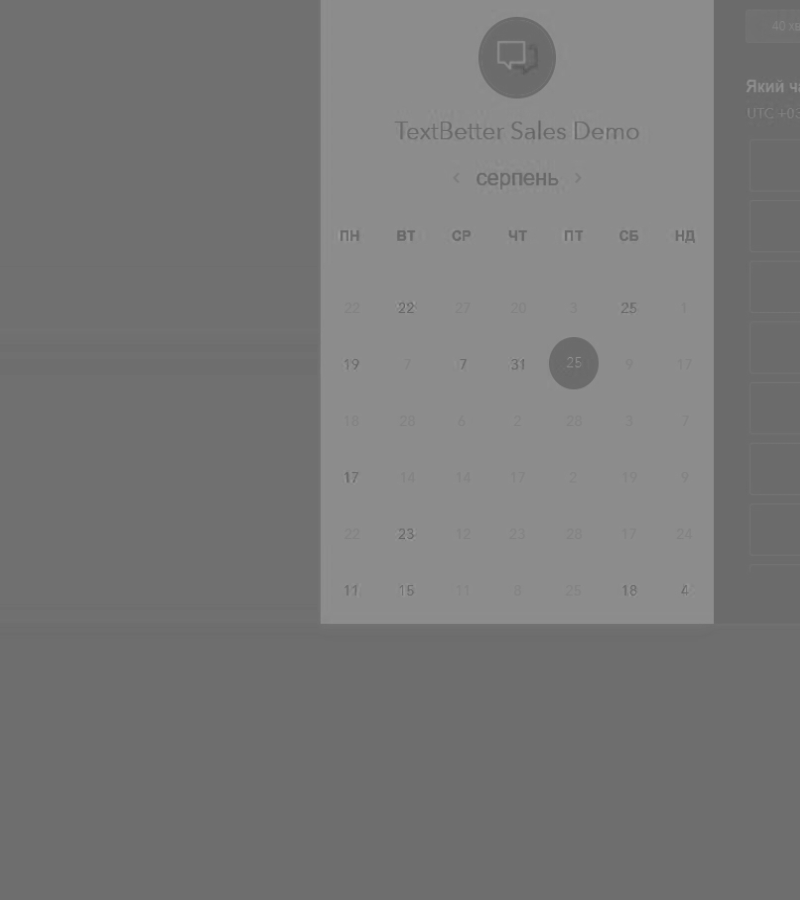 40 хв
Який ча
TextBetter Sales Demo
UTC +03
< серпень >
ПН ВТ СР ЧТ ПТ СБ НД
22 22 27 20 3 25 1
19 7 7 31 25 9 17
18 28 6 2 28 3 7
17 14 14 17 2 19 9
22 23 12 23 28 17 24
11 15 11 8 25 18 4